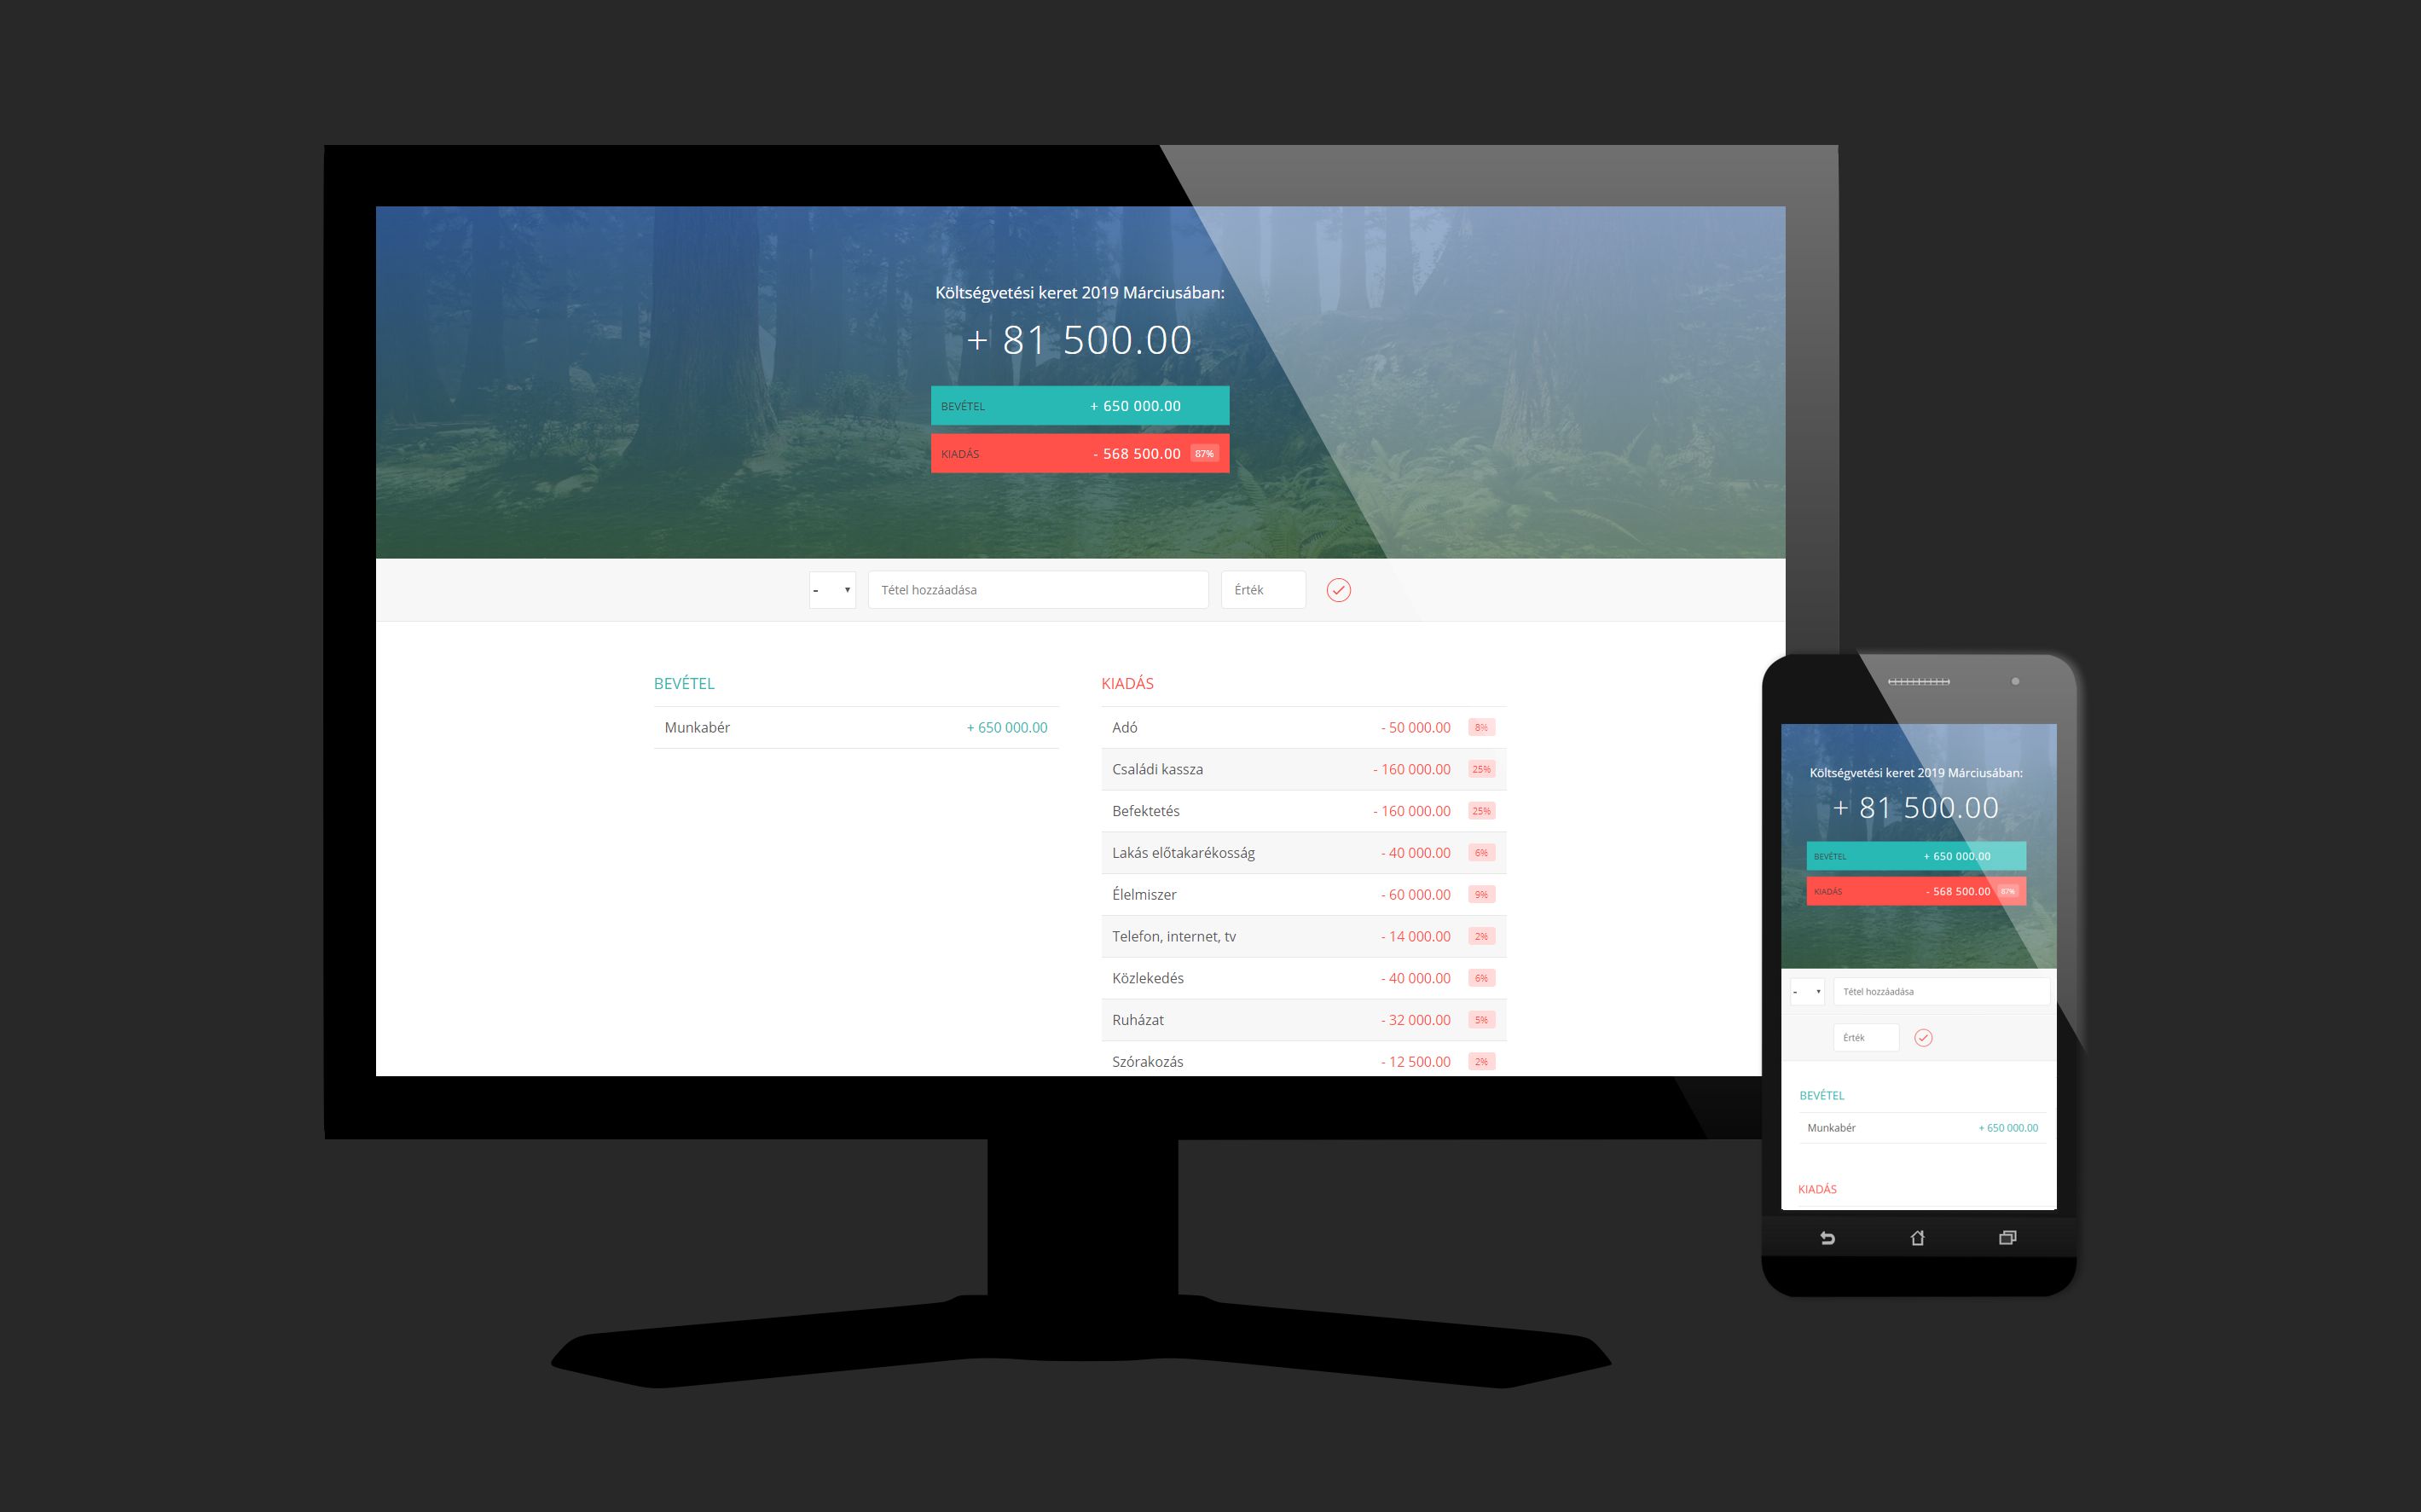 Költségvetési keret 2019 Márciusában:
+ 81 500.00
BEVÉTEL + 650 000.00
KIADÁS - 568 500.00 87%
- Tétel hozzáadása Érték
BEVÉTEL
Munkabér + 650 000.00
KIADÁS
Adó - 50 000.00 8%
Családi kassza - 160 000.00 25%
Befektetés - 160 000.00 25%
Lakás előtakarékosság - 40 000.00 6%
Élelmiszer - 60 000.00 9%
Telefon, internet, tv - 14 000.00 2%
Közlekedés - 40 000.00 6%
Ruházat - 32 000.00 5%
Szórakozás - 12 500.00 2%
Költségvetési keret 2019 Márciusában:
+ 81 500.00
BEVÉTEL + 650 000.00
KIADÁS - 568 500.00 87%
- Tétel hozzáadása
Érték
BEVÉTEL
Munkabér + 650 000.00
KIADÁS